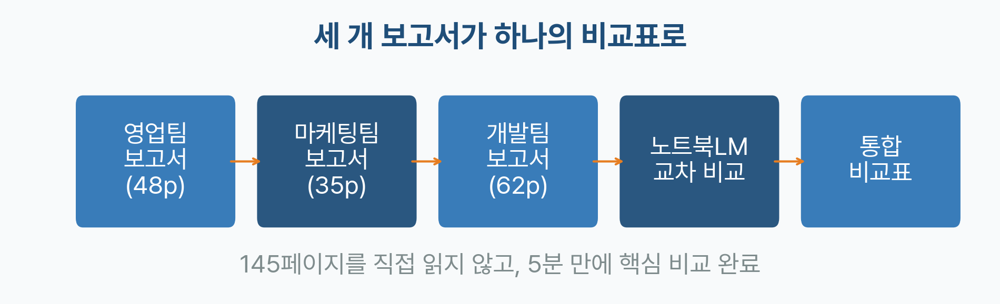 세 개 보고서가 하나의 비교표로
영업팀
보고서
(48p)
마케팅팀
보고서
(35p)
개발팀
보고서
(62p)
노트북LM
교차 비교
통합
비교표
145페이지를 직접 읽지 않고, 5분 만에 핵심 비교 완료